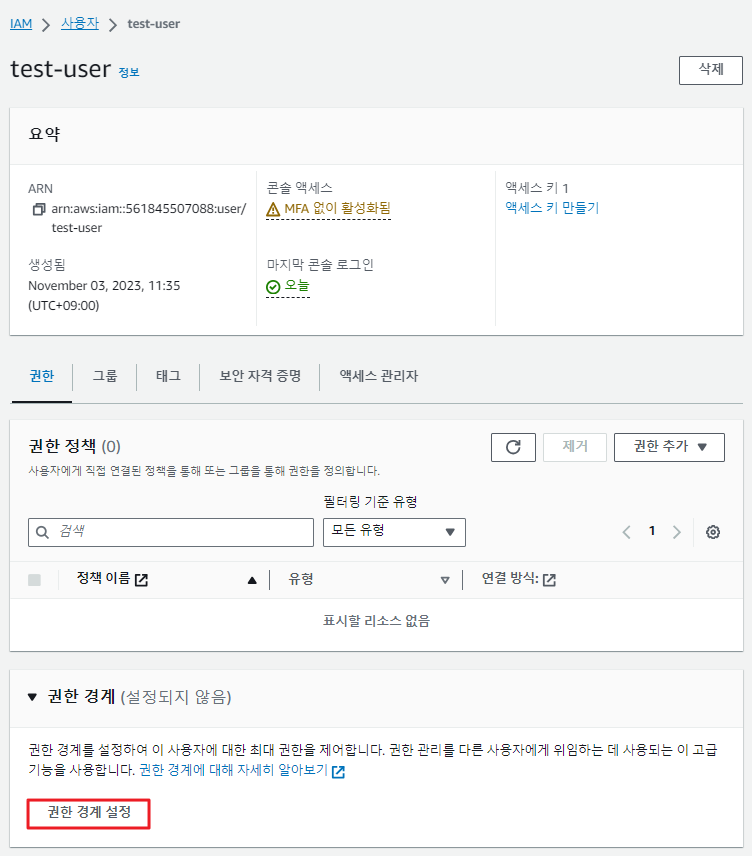 IAM > 사용자 > test-user
test-user 정보
삭제
요약
ARN
arn:aws:iam::561845507088:user/
test-user
생성됨
November 03, 2023, 11:35
(UTC+09:00)
콘솔 액세스
MFA 없이 활성화됨
마지막 콘솔 로그인
오늘
액세스 키 1
액세스 키 만들기
권한 그룹 태그 보안 자격 증명 액세스 관리자
권한 정책 (0)
제거 권한 추가
사용자에게 직접 연결된 정책을 통해 또는 그룹을 통해 권한을 정의합니다.
필터링 기준 유형
검색 모든 유형 1
정책 이름 유형 연결 방식:
표시할 리소스 없음
권한 경계 (설정되지 않음)
권한 경계를 설정하여 이 사용자에 대한 최대 권한을 제어합니다. 권한 관리를 다른 사용자에게 위임하는 데 사용되는 이 고급
기능을 사용합니다. 권한 경계에 대해 자세히 알아보기
권한 경계 설정